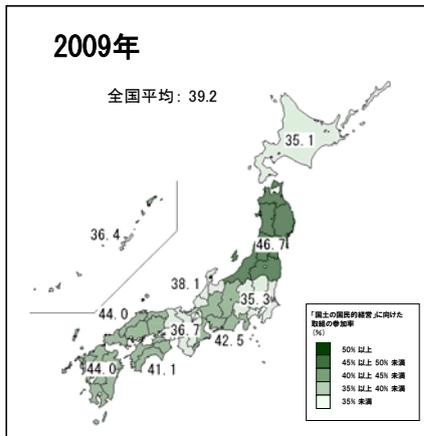 2009年
全国平均： 39.2
35.1
36.4
46.7
38.1
35.3
44.0
36.7
42.5
44.0
41.1
「国土の国民的経営」に向けた
取組の参加率
(%)
50% 以上
45% 以上 50% 未満
40% 以上 45% 未満
35% 以上 40% 未満
35% 未満